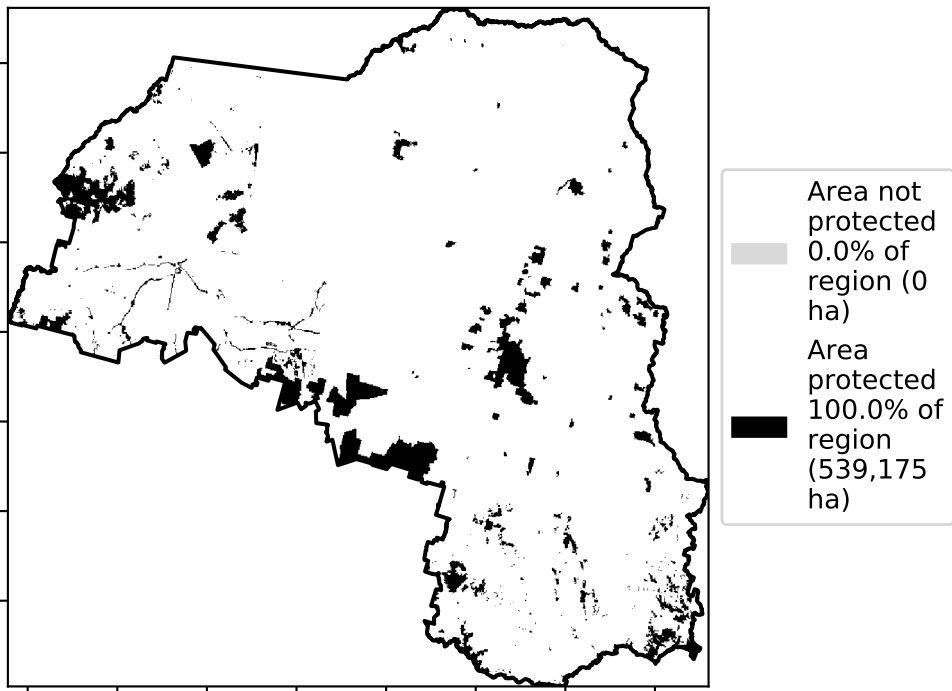 Area not
protected
0.0% of
region (0
ha)
Area
protected
100.0% of
region
(539,175
ha)